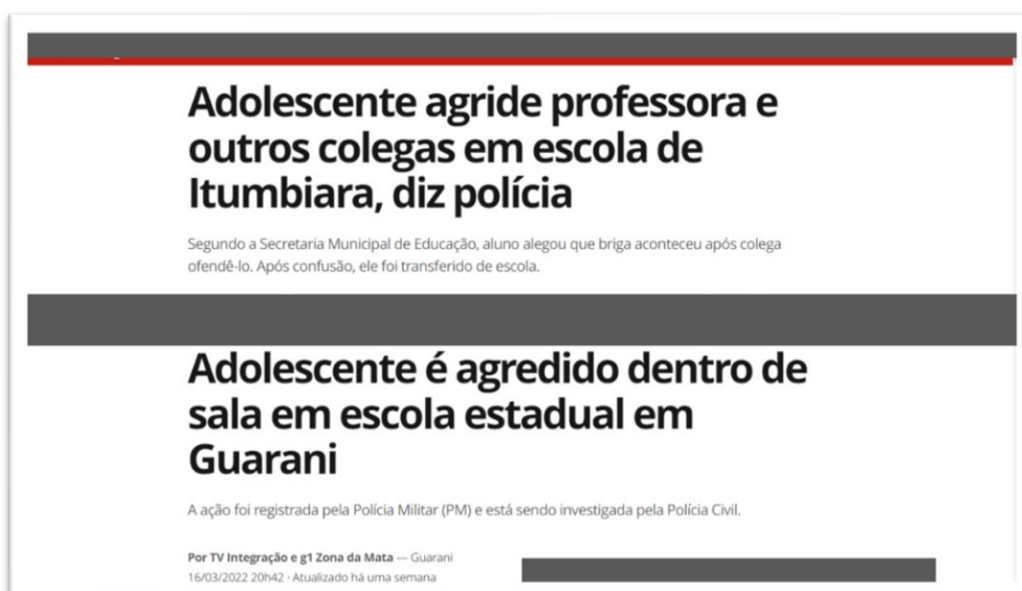 Adolescente agride professora e
outros colegas em escola de
Itumbiara, diz polícia
Segundo a Secretaria Municipal de Educação, aluno alegou que briga aconteceu após colega
ofendê-lo. Após confusão, ele foi transferido de escola.
Adolescente é agredido dentro de
sala em escola estadual em
Guarani
A ação foi registrada pela Polícia Militar (PM) e está sendo investigada pela Polícia Civil.
Por TV Integração e g1 Zona da Mata — Guarani
16/03/2022 20h42 · Atualizado há uma semana